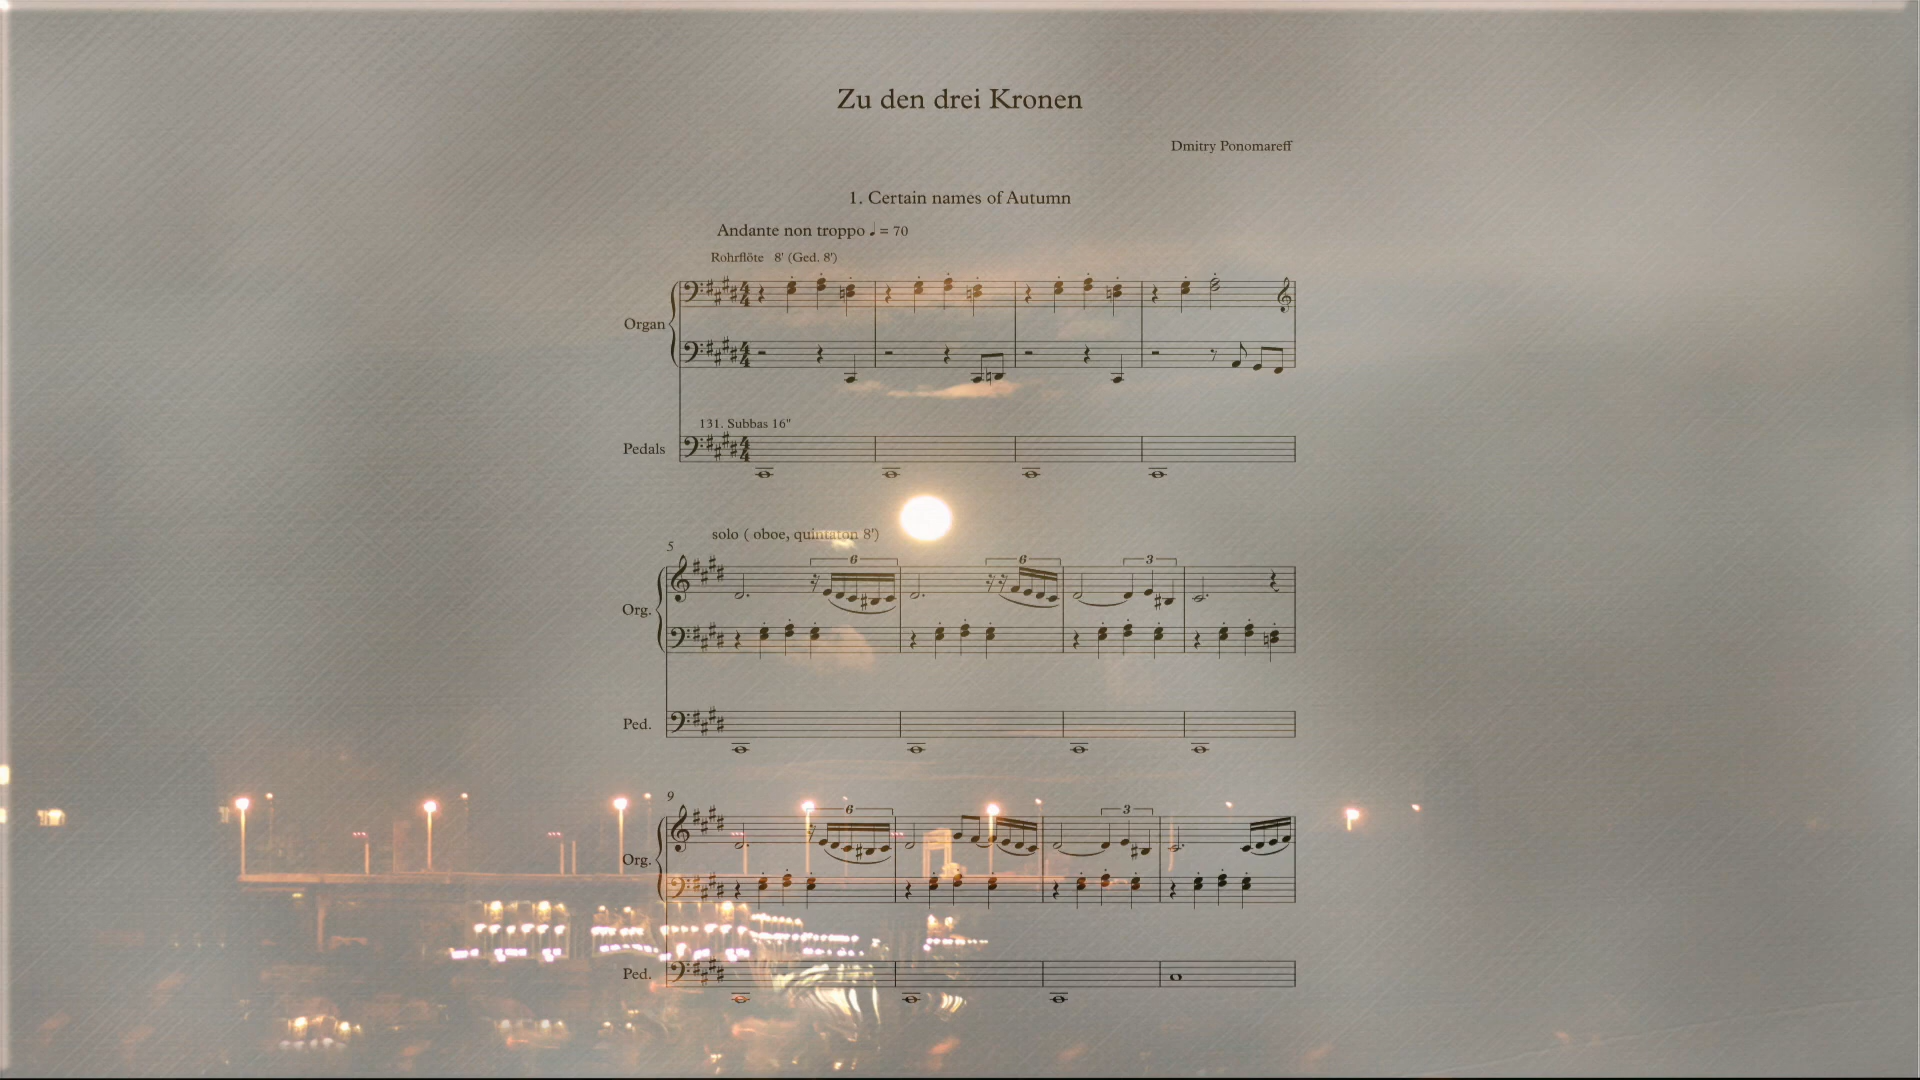 Zu den drei Kronen
Dmitry Ponomareff
1. Certain names of Autumn
Andante non troppo ♩ = 70
Rohrflöte 8' (Ged. 8')
Organ
131. Subbas 16"
Pedals
solo ( oboe, quintaton 8')
5
6
6
3
Org.
Ped.
9
6
3
Org.
Ped.